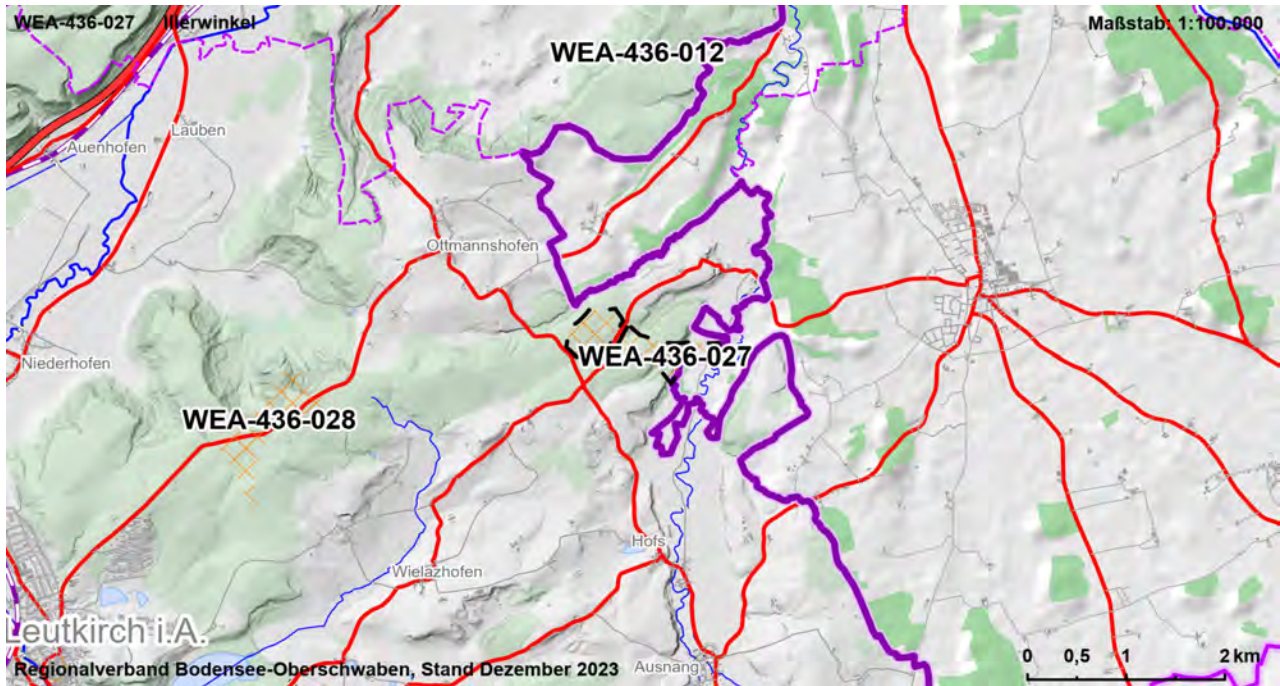 WEA-436-027 Illerwinkel
Maßstab: 1:100.000
WEA-436-012
Lauben
Auenhofen
Ottmannshofen
WEA-436-027
Niederhofen
WEA-436-028
Hofs
Wielazhofen
Leutkirch i.A.
Ausnang
0 0,5 1 2 km
Regionalverband Bodensee-Oberschwaben, Stand Dezember 2023